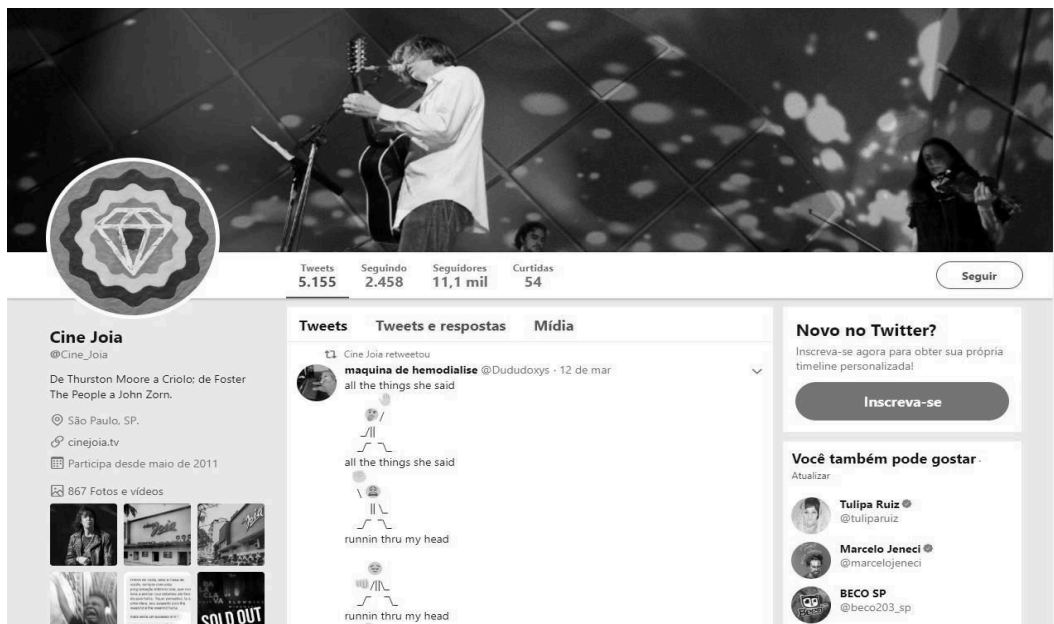 Tweets
5.155
Seguindo
2.458
Seguidores
11,1 mil
Curtidas
54
Seguir
Cine Joia
@Cine_Joia
De Thurston Moore a Criolo; de Foster
The People a John Zorn.
São Paulo, SP.
cinejoia.tv
Participa desde maio de 2011
867 Fotos e vídeos
Joia
SOLD OUT
Tweets
Tweets e respostas
Mídia
Cine Joia retweetou
maquina de hemodialise @Dududoxys · 12 de mar
all the things she said
all the things she said
runnin thru my head
runnin thru my head
Novo no Twitter?
Inscreva-se agora para obter sua própria
timeline personalizada!
Inscreva-se
Você também pode gostar ·
Atualizar
Tulipa Ruiz
@tuliparuiz
Marcelo Jeneci
@marcelojeneci
BECO SP
@beco203_sp